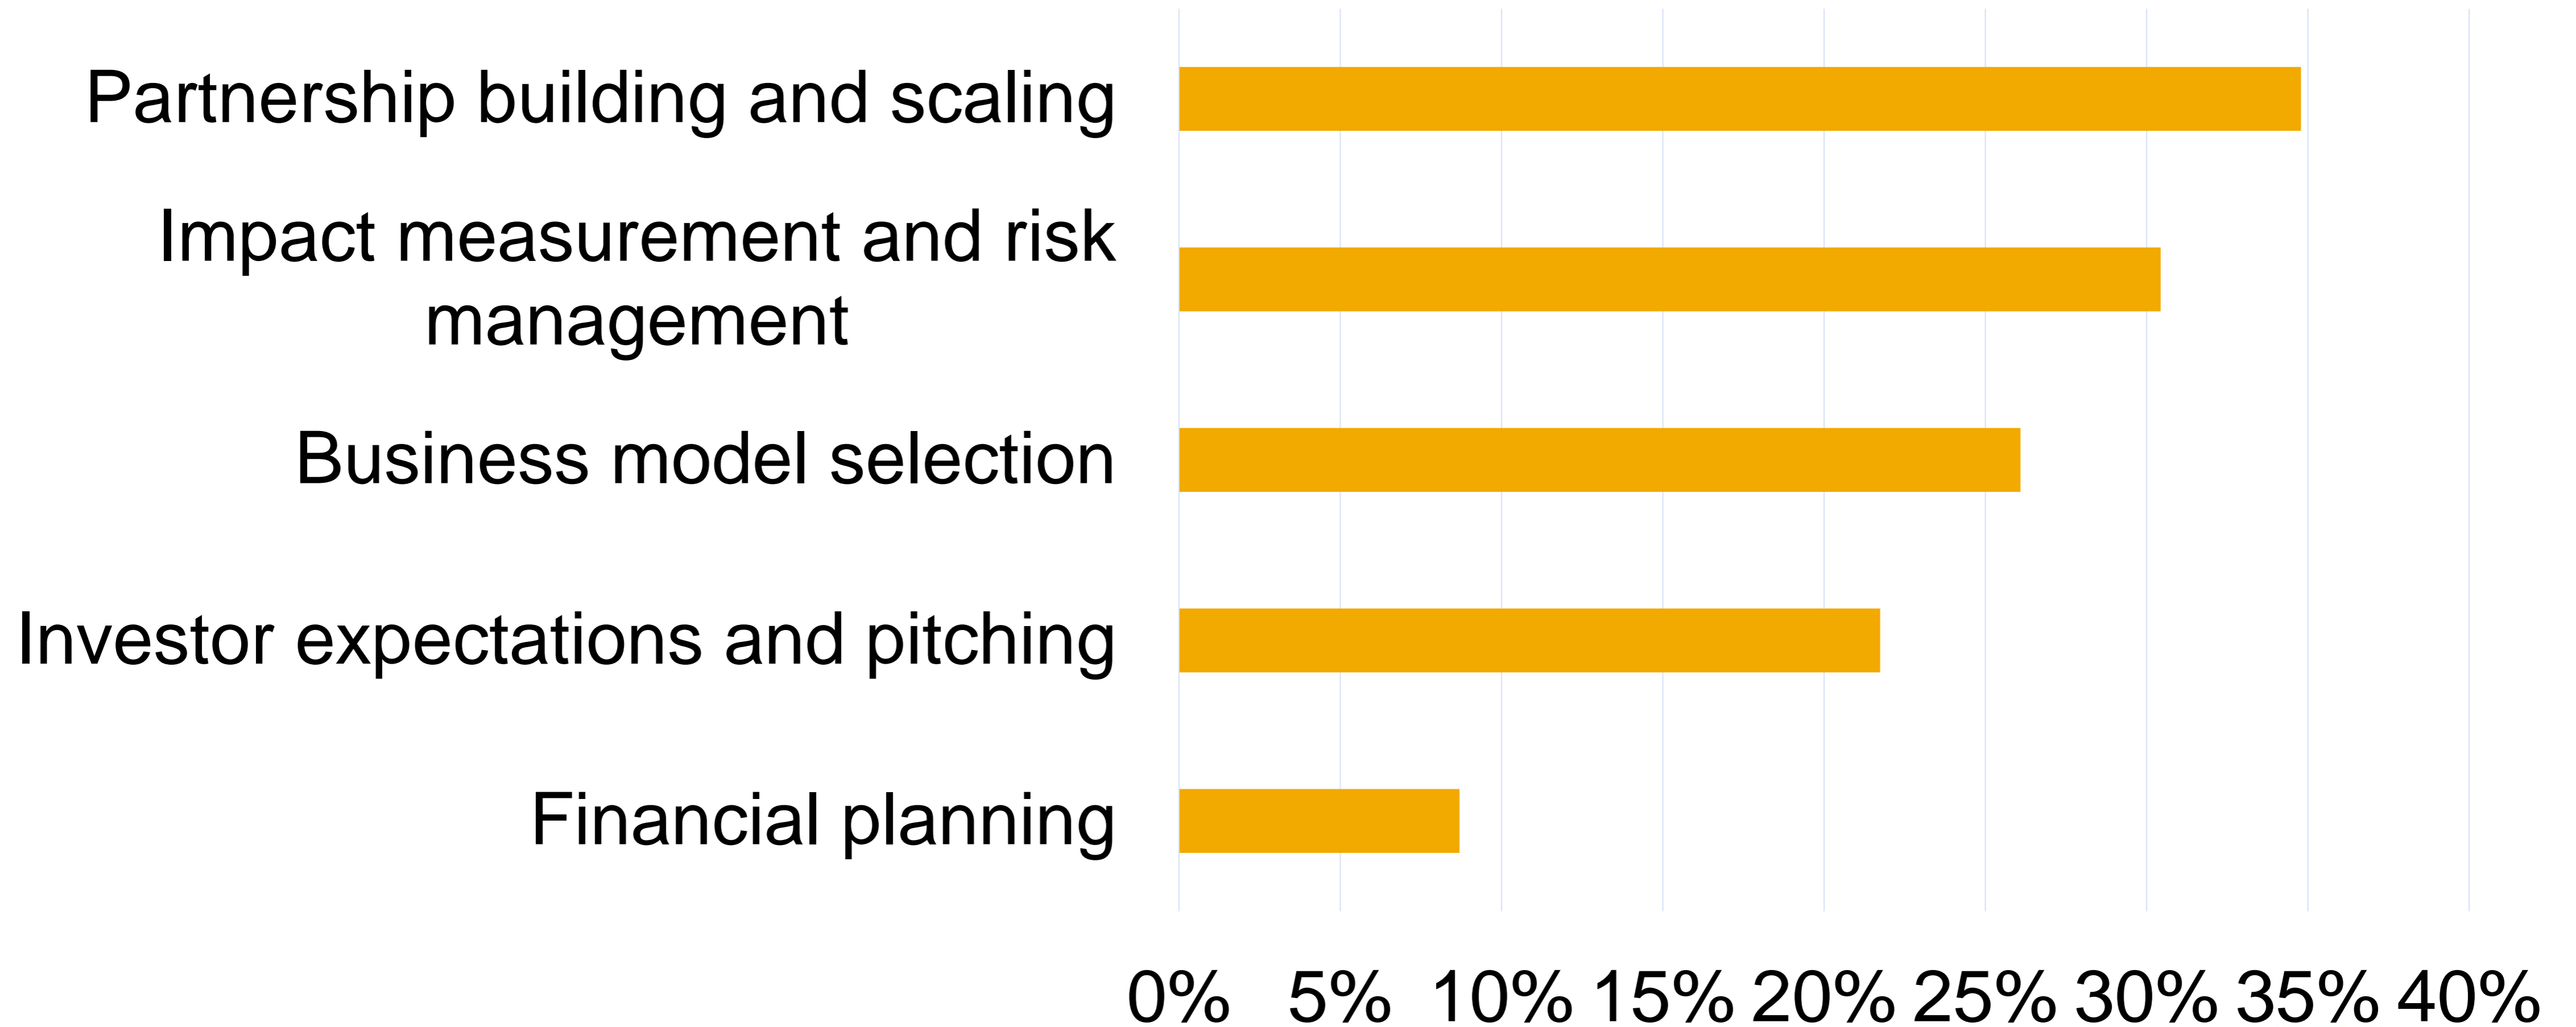 Partnership building and scaling
Impact measurement and risk
management
Business model selection
Investor expectations and pitching
Financial planning
0% 5% 10% 15% 20% 25% 30% 35% 40%